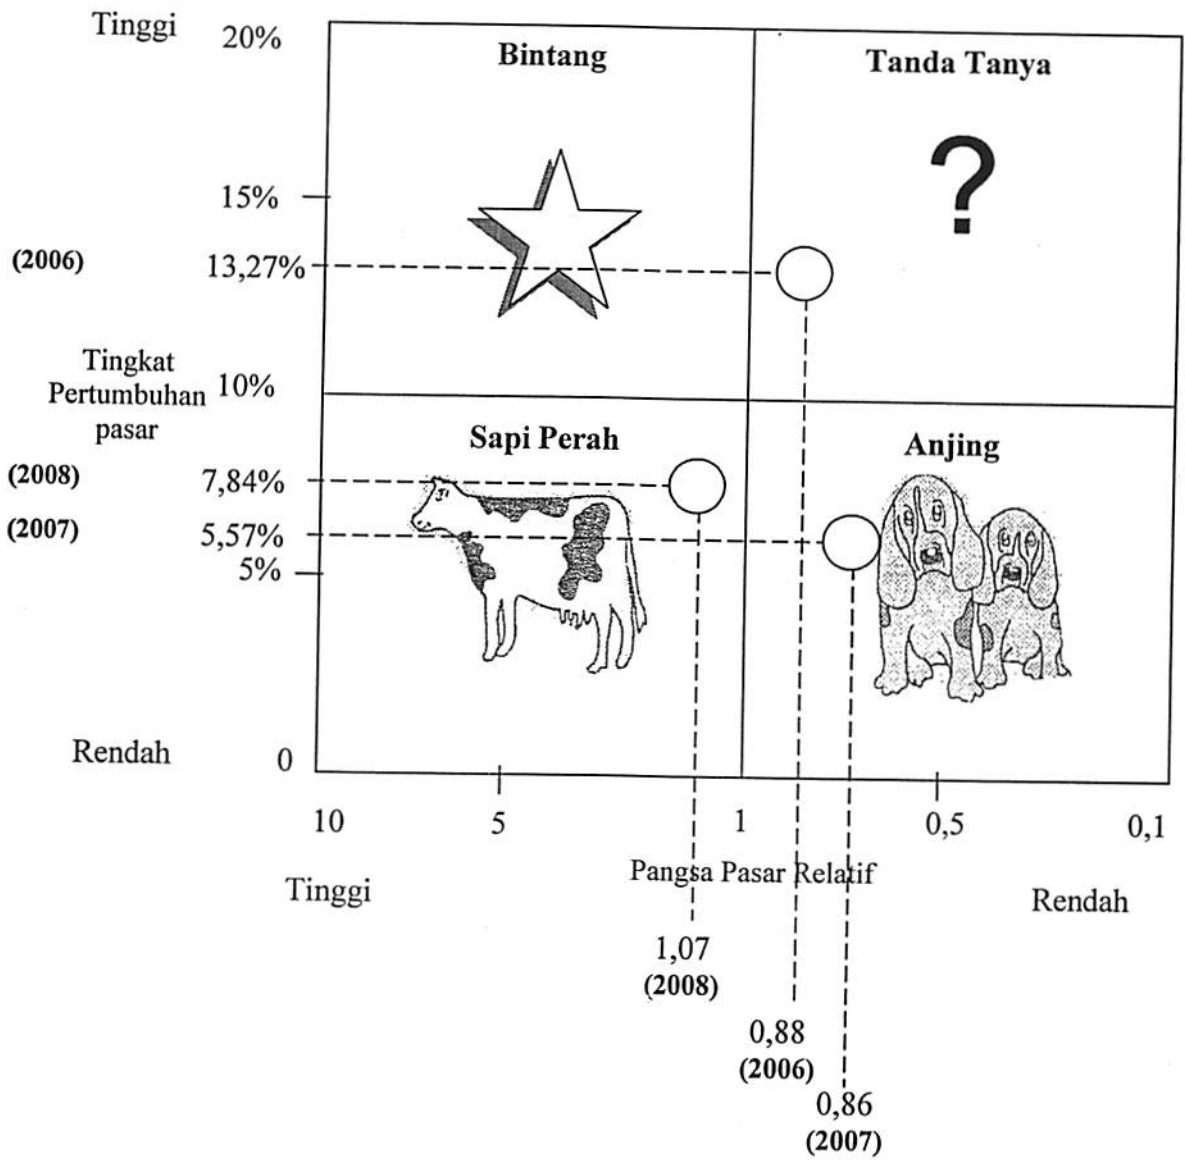 Tinggi 20%
Bintang
Tanda Tanya
?
15%
(2006) 13,27%
Tingkat
Pertumbuhan 10%
pasar
Sapi Perah
Anjing
(2008) 7,84%
(2007) 5,57%
5%
Rendah 0
10 5 1 0,5 0,1
Pangsa Pasar Relatif
Tinggi Rendah
1,07
(2008)
0,88
(2006)
0,86
(2007)